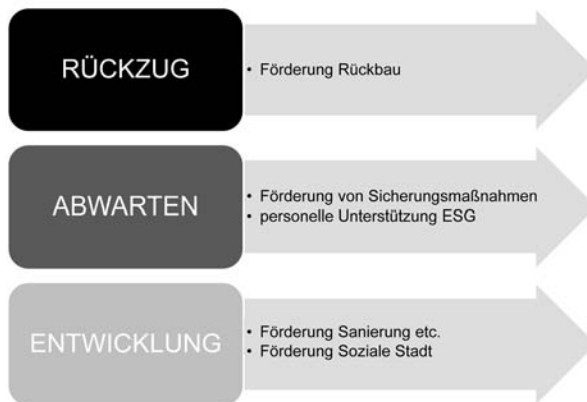 RÜCKZUG
• Förderung Rückbau
ABWARTEN
• Förderung von Sicherungsmaßnahmen
• personelle Unterstützung ESG
ENTWICKLUNG
• Förderung Sanierung etc.
• Förderung Soziale Stadt